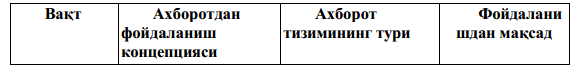 Вақт
Ахборотдан
фойдаланиш
концепцияси
Ахборот
тизимининг тури
Фойдалани
шдан мақсад